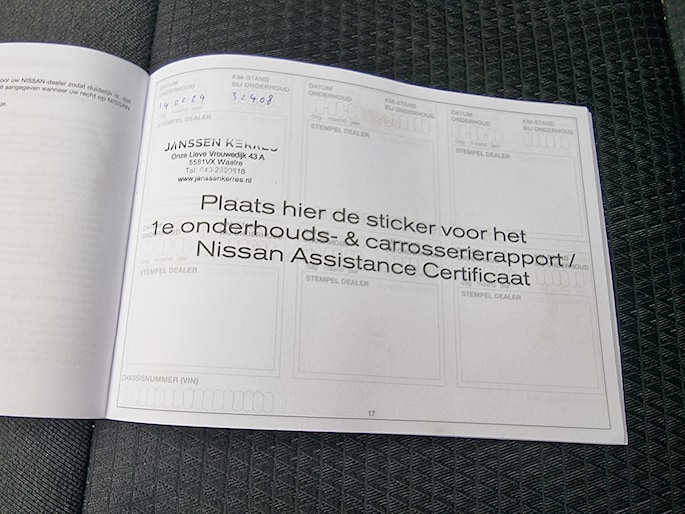 oor uw NISSAN-dealer zodat duidelijk is, dat
aangegeven wanneer uw recht op NISSAN
DATUM ONDERHOUD
KM-STAND BIJ ONDERHOUD
14 02 24
32408
STEMPEL DEALER
JANSSEN KERRES
Onze Lieve Vrouwedijk 43 A
5581VX Waalre
www.janssenkerres.nl
DATUM ONDERHOUD
KM-STAND BIJ ONDERHOUD
STEMPEL DEALER
DATUM ONDERHOUD
KM-STAND BIJ ONDERHOUD
STEMPEL DEALER
Plaats hier de sticker voor het
1e onderhouds- & carrosserierapport /
Nissan Assistance Certificaat
STEMPEL DEALER
STEMPEL DEALER
STEMPEL DEALER
CHASSISNUMMER (VIN)
17